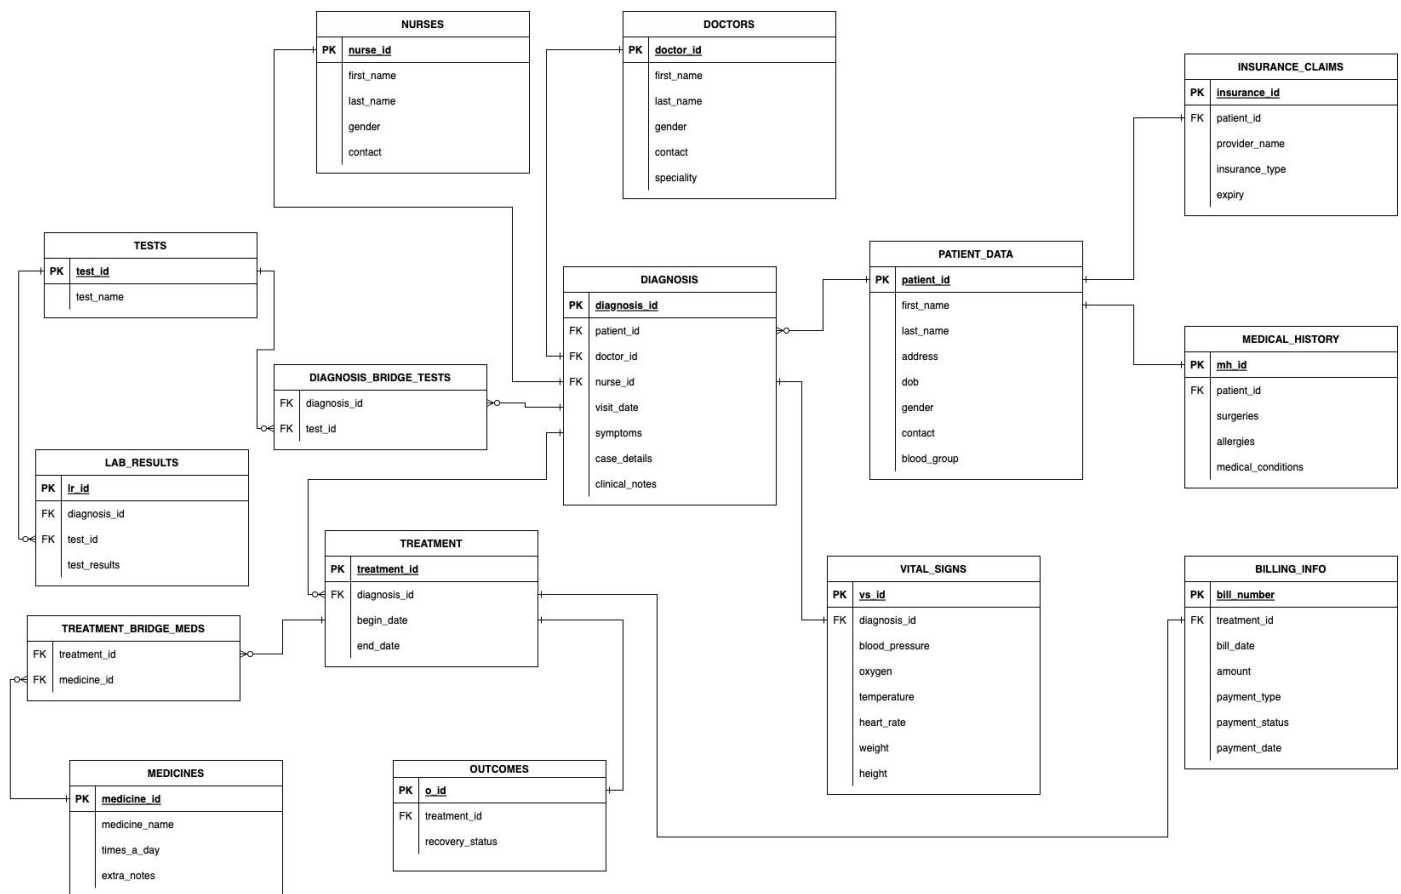 NURSES
PK nurse_id
first_name
last_name
gender
contact
DOCTORS
PK doctor_id
first_name
last_name
gender
contact
speciality
INSURANCE_CLAIMS
PK insurance_id
FK patient_id
provider_name
insurance_type
expiry
TESTS
PK test_id
test_name
DIAGNOSIS
PK diagnosis_id
FK patient_id
FK doctor_id
FK nurse_id
visit_date
symptoms
case_details
clinical_notes
PATIENT_DATA
PK patient_id
first_name
last_name
address
dob
gender
contact
blood_group
MEDICAL_HISTORY
PK mh_id
FK patient_id
surgeries
allergies
medical_conditions
DIAGNOSIS_BRIDGE_TESTS
FK diagnosis_id
FK test_id
LAB_RESULTS
PK lr_id
FK diagnosis_id
FK test_id
test_results
TREATMENT
PK treatment_id
FK diagnosis_id
begin_date
end_date
VITAL_SIGNS
PK vs_id
FK diagnosis_id
blood_pressure
oxygen
temperature
heart_rate
weight
height
BILLING_INFO
PK bill_number
FK treatment_id
bill_date
amount
payment_type
payment_status
payment_date
TREATMENT_BRIDGE_MEDS
FK treatment_id
FK medicine_id
MEDICINES
PK medicine_id
medicine_name
times_a_day
extra_notes
OUTCOMES
PK o_id
FK treatment_id
recovery_status